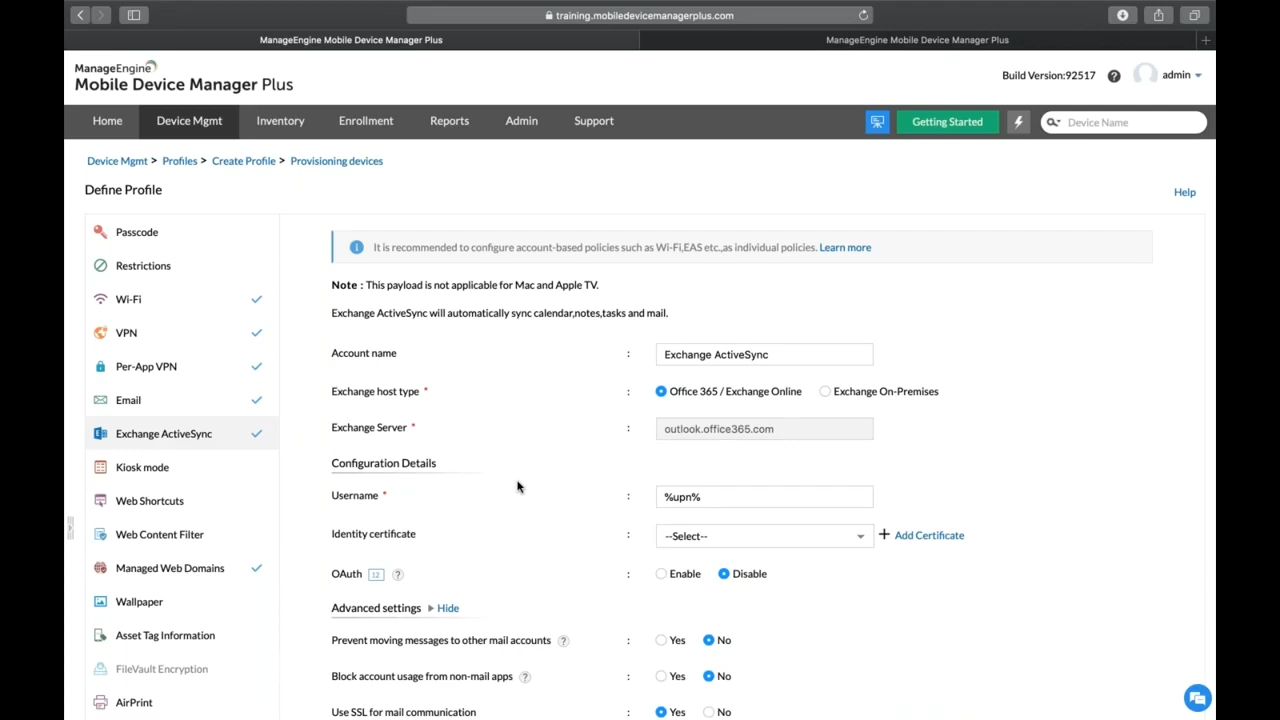 training.mobiledevicemanagerplus.com
ManageEngine Mobile Device Manager Plus
ManageEngine Mobile Device Manager Plus
ManageEngine
Mobile Device Manager Plus
Build Version:92517
?
admin
Home
Device Mgmt
Inventory
Enrollment
Reports
Admin
Support
Getting Started
Device Name
Device Mgmt > Profiles > Create Profile > Provisioning devices
Define Profile
Help
Passcode
Restrictions
Wi-Fi
VPN
Per-App VPN
Email
Exchange ActiveSync
Kiosk mode
Web Shortcuts
Web Content Filter
Managed Web Domains
Wallpaper
Asset Tag Information
FileVault Encryption
AirPrint
It is recommended to configure account-based policies such as Wi-Fi,EAS etc.,as individual policies. Learn more
Note : This payload is not applicable for Mac and Apple TV.
Exchange ActiveSync will automatically sync calendar,notes,tasks and mail.
Account name : Exchange ActiveSync
Exchange host type * : Office 365 / Exchange Online Exchange On-Premises
Exchange Server * : outlook.office365.com
Configuration Details
Username * : %upn%
Identity certificate : --Select-- + Add Certificate
OAuth 12 ? : Enable Disable
Advanced settings Hide
Prevent moving messages to other mail accounts ? : Yes No
Block account usage from non-mail apps ? : Yes No
Use SSL for mail communication : Yes No